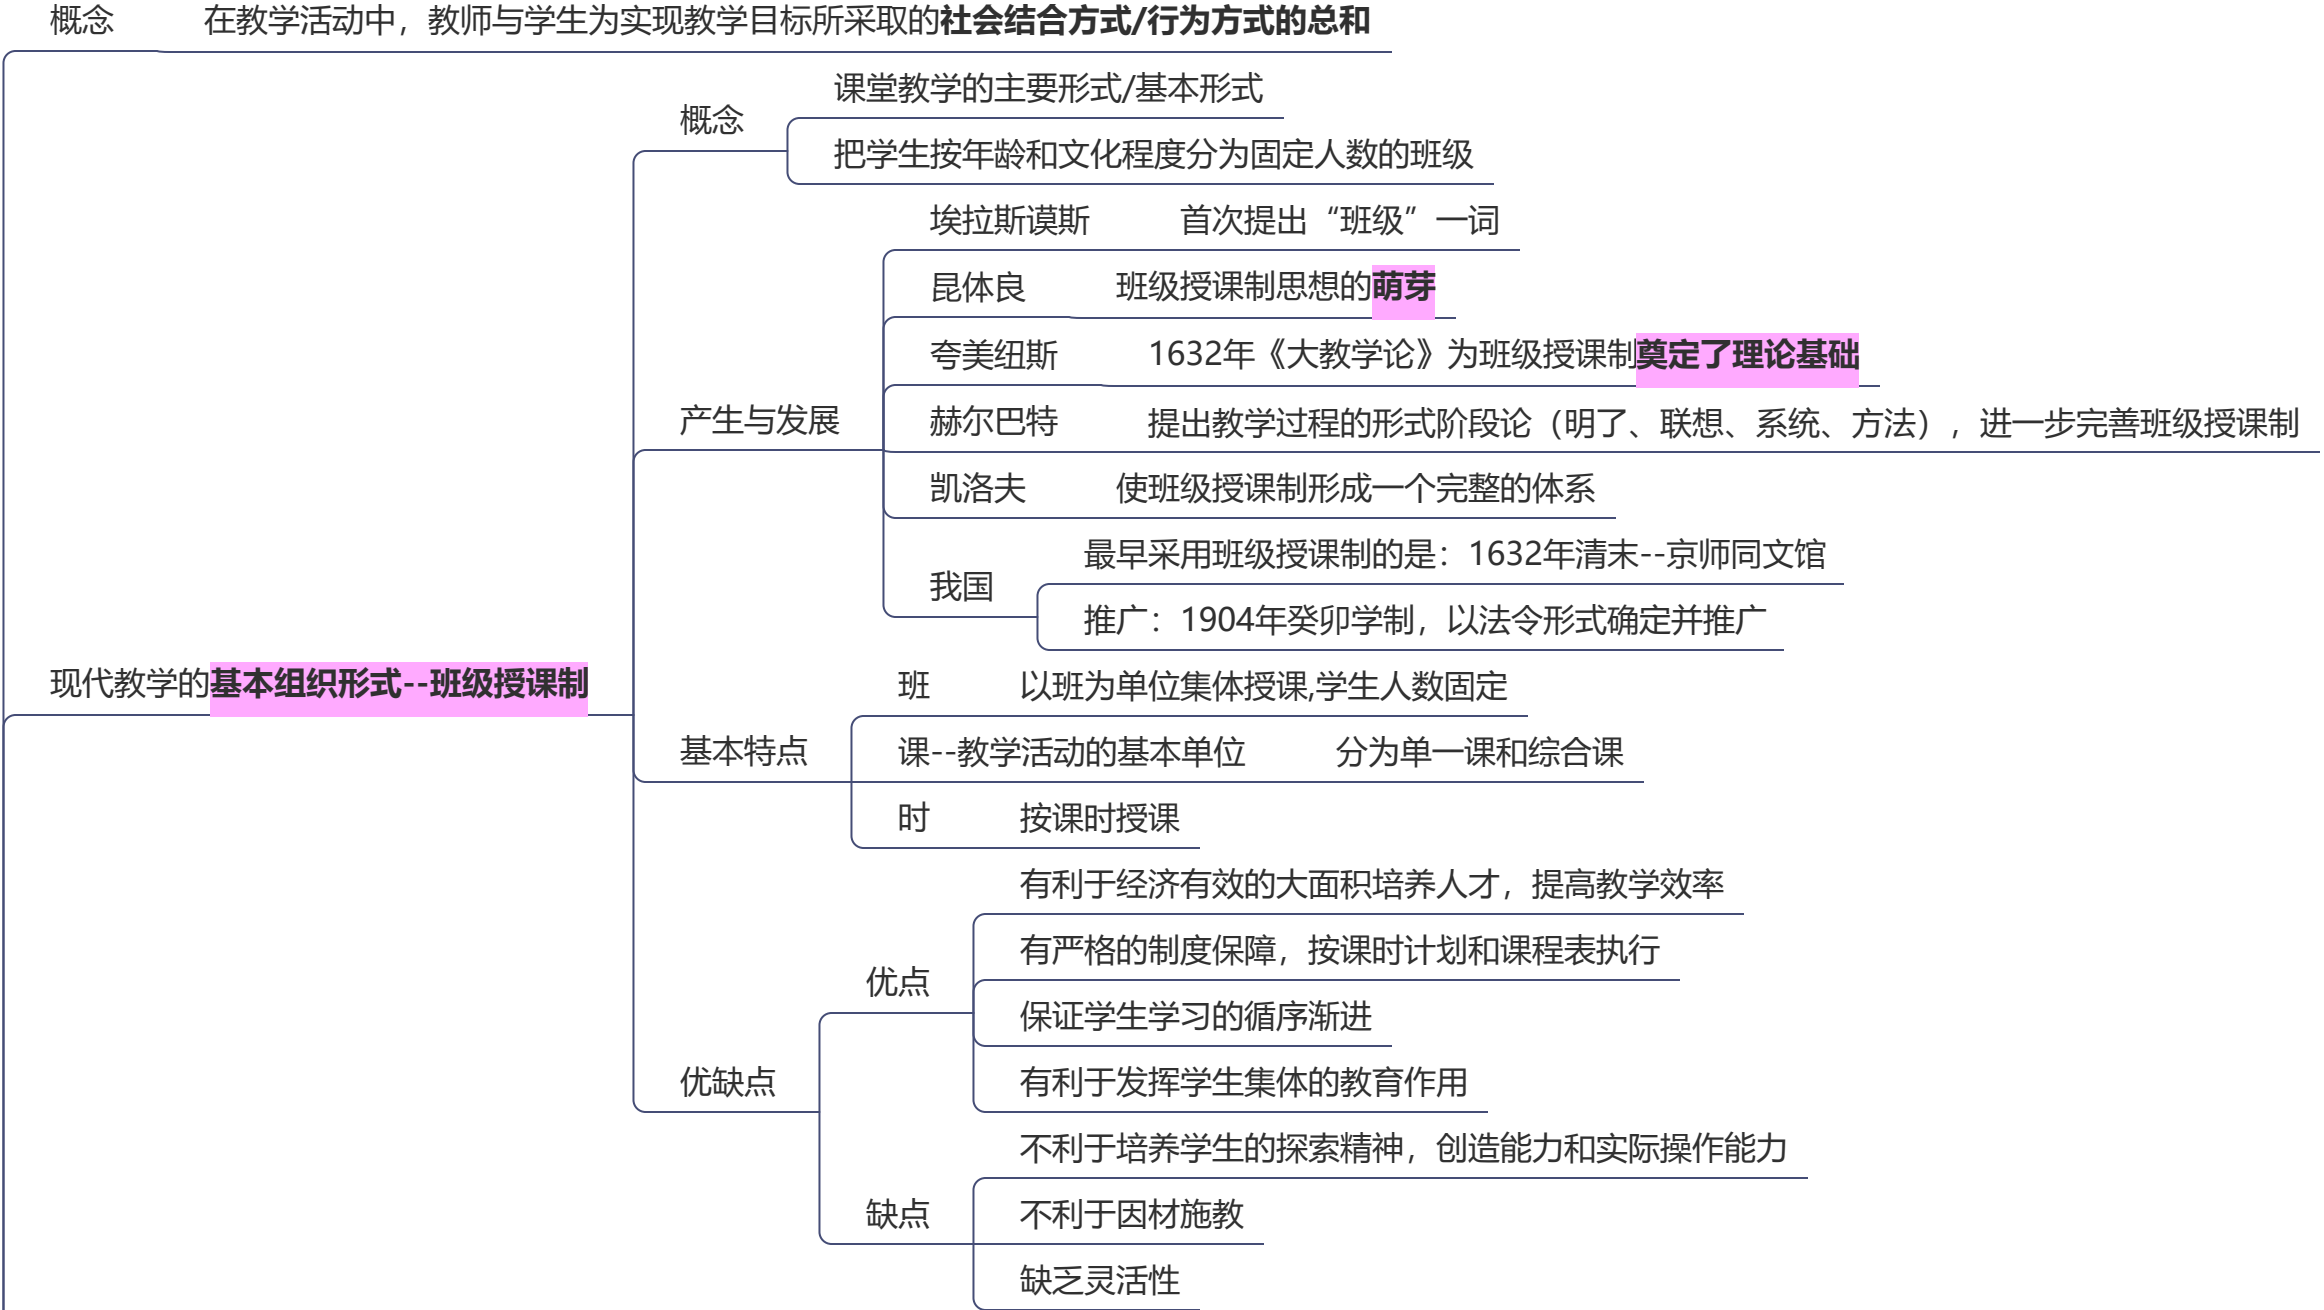 概念 在教学活动中，教师与学生为实现教学目标所采取的社会结合方式/行为方式的总和
课堂教学的主要形式/基本形式
概念
把学生按年龄和文化程度分为固定人数的班级
埃拉斯谟斯 首次提出“班级”一词
昆体良 班级授课制思想的萌芽
夸美纽斯 1632年《大教学论》为班级授课制奠定了理论基础
产生与发展
赫尔巴特 提出教学过程的形式阶段论（明了、联想、系统、方法），进一步完善班级授课制
凯洛夫 使班级授课制形成一个完整的体系
最早采用班级授课制的是：1632年清末--京师同文馆
我国
推广：1904年癸卯学制，以法令形式确定并推广
现代教学的基本组织形式--班级授课制
班 以班为单位集体授课,学生人数固定
基本特点
课--教学活动的基本单位 分为单一课和综合课
时 按课时授课
有利于经济有效的大面积培养人才，提高教学效率
有严格的制度保障，按课时计划和课程表执行
优点
保证学生学习的循序渐进
有利于发挥学生集体的教育作用
优缺点
不利于培养学生的探索精神，创造能力和实际操作能力
缺点 不利于因材施教
缺乏灵活性